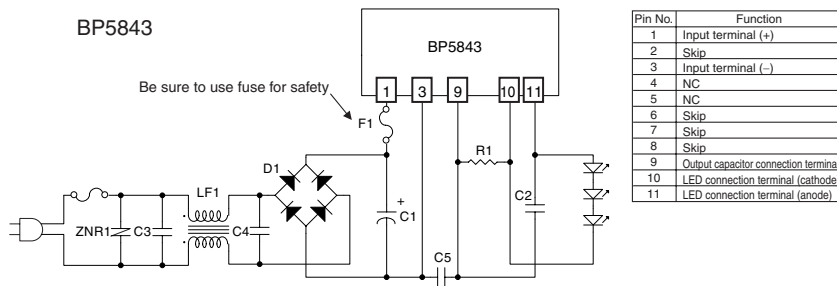 BP5843
BP5843
1 3 9 10 11
Be sure to use fuse for safety
F1
R1
D1
LF1
+
C1
C2
ZNR1
C3
C4
C5
Pin No. Function
1 Input terminal (+)
2 Skip
3 Input terminal (−)
4 NC
5 NC
6 Skip
7 Skip
8 Skip
9 Output capacitor connection termina
10 LED connection terminal (cathode
11 LED connection terminal (anode)